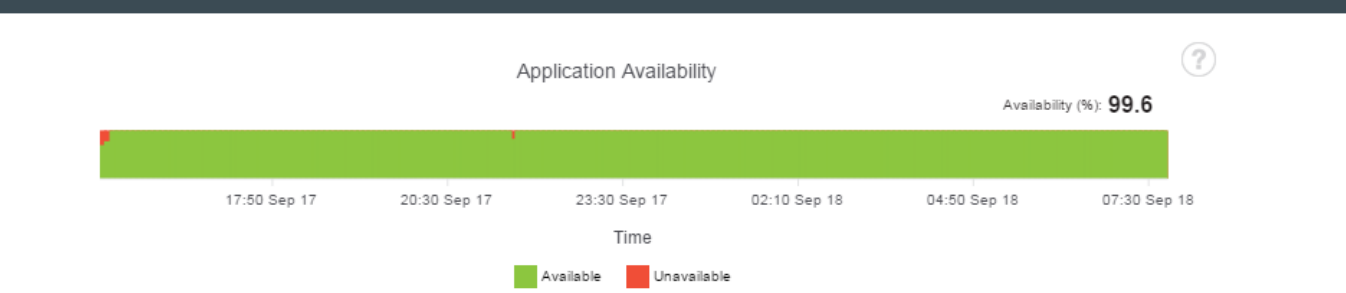 Application Availability
?
Availability (%): 99.6
17:50 Sep 17 20:30 Sep 17 23:30 Sep 17 02:10 Sep 18 04:50 Sep 18 07:30 Sep 18
Time
Available Unavailable